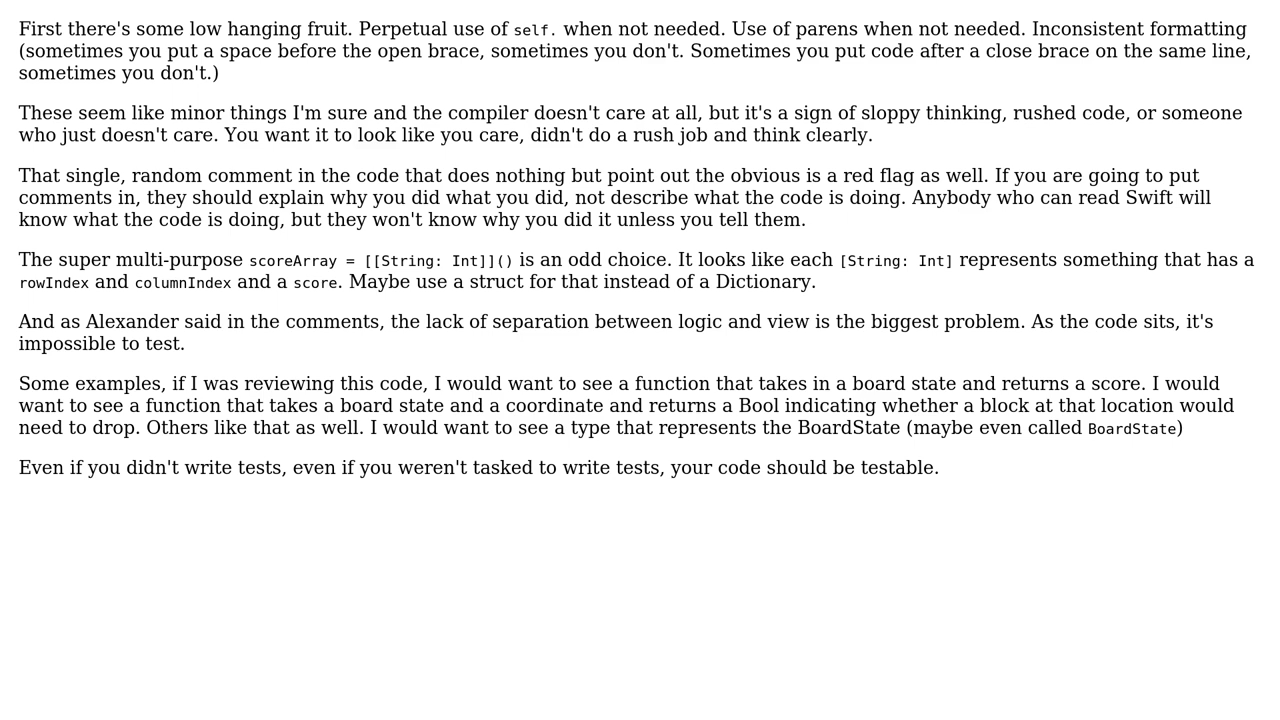 First there's some low hanging fruit. Perpetual use of self. when not needed. Use of parens when not needed. Inconsistent formatting
(sometimes you put a space before the open brace, sometimes you don't. Sometimes you put code after a close brace on the same line,
sometimes you don't.)
These seem like minor things I'm sure and the compiler doesn't care at all, but it's a sign of sloppy thinking, rushed code, or someone
who just doesn't care. You want it to look like you care, didn't do a rush job and think clearly.
That single, random comment in the code that does nothing but point out the obvious is a red flag as well. If you are going to put
comments in, they should explain why you did what you did, not describe what the code is doing. Anybody who can read Swift will
know what the code is doing, but they won't know why you did it unless you tell them.
The super multi-purpose scoreArray = [[String: Int]]() is an odd choice. It looks like each [String: Int] represents something that has a
rowIndex and columnIndex and a score. Maybe use a struct for that instead of a Dictionary.
And as Alexander said in the comments, the lack of separation between logic and view is the biggest problem. As the code sits, it's
impossible to test.
Some examples, if I was reviewing this code, I would want to see a function that takes in a board state and returns a score. I would
want to see a function that takes a board state and a coordinate and returns a Bool indicating whether a block at that location would
need to drop. Others like that as well. I would want to see a type that represents the BoardState (maybe even called BoardState)
Even if you didn't write tests, even if you weren't tasked to write tests, your code should be testable.